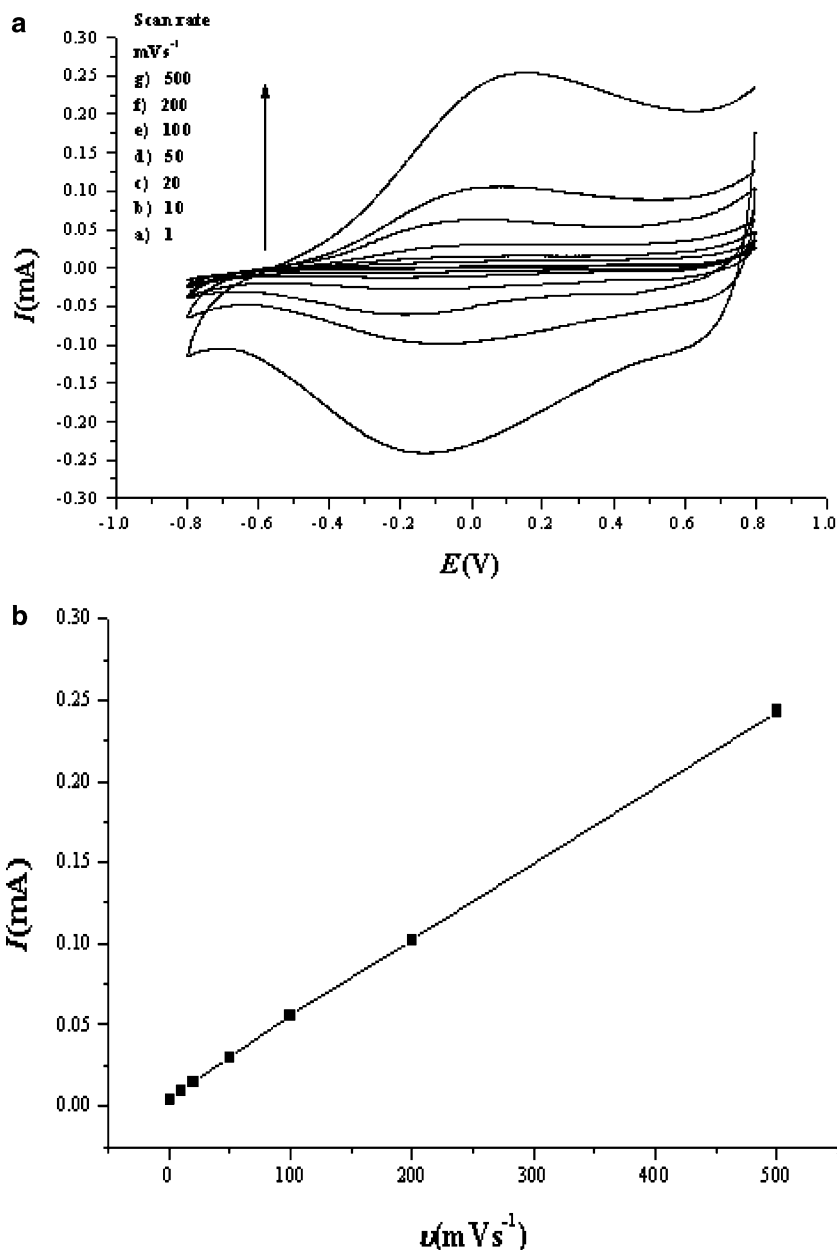 a
Scan rate
mVs⁻¹
g) 500
f) 200
e) 100
d) 50
c) 20
b) 10
a) 1
0.30
0.25
0.20
0.15
0.10
0.05
0.00
-0.05
-0.10
-0.15
-0.20
-0.25
-0.30
I(mA)
-1.0 -0.8 -0.6 -0.4 -0.2 0.0 0.2 0.4 0.6 0.8 1.0
E(V)
b
0.30
0.25
0.20
0.15
0.10
0.05
0.00
I(mA)
0 100 200 300 400 500
υ(mVs⁻¹)